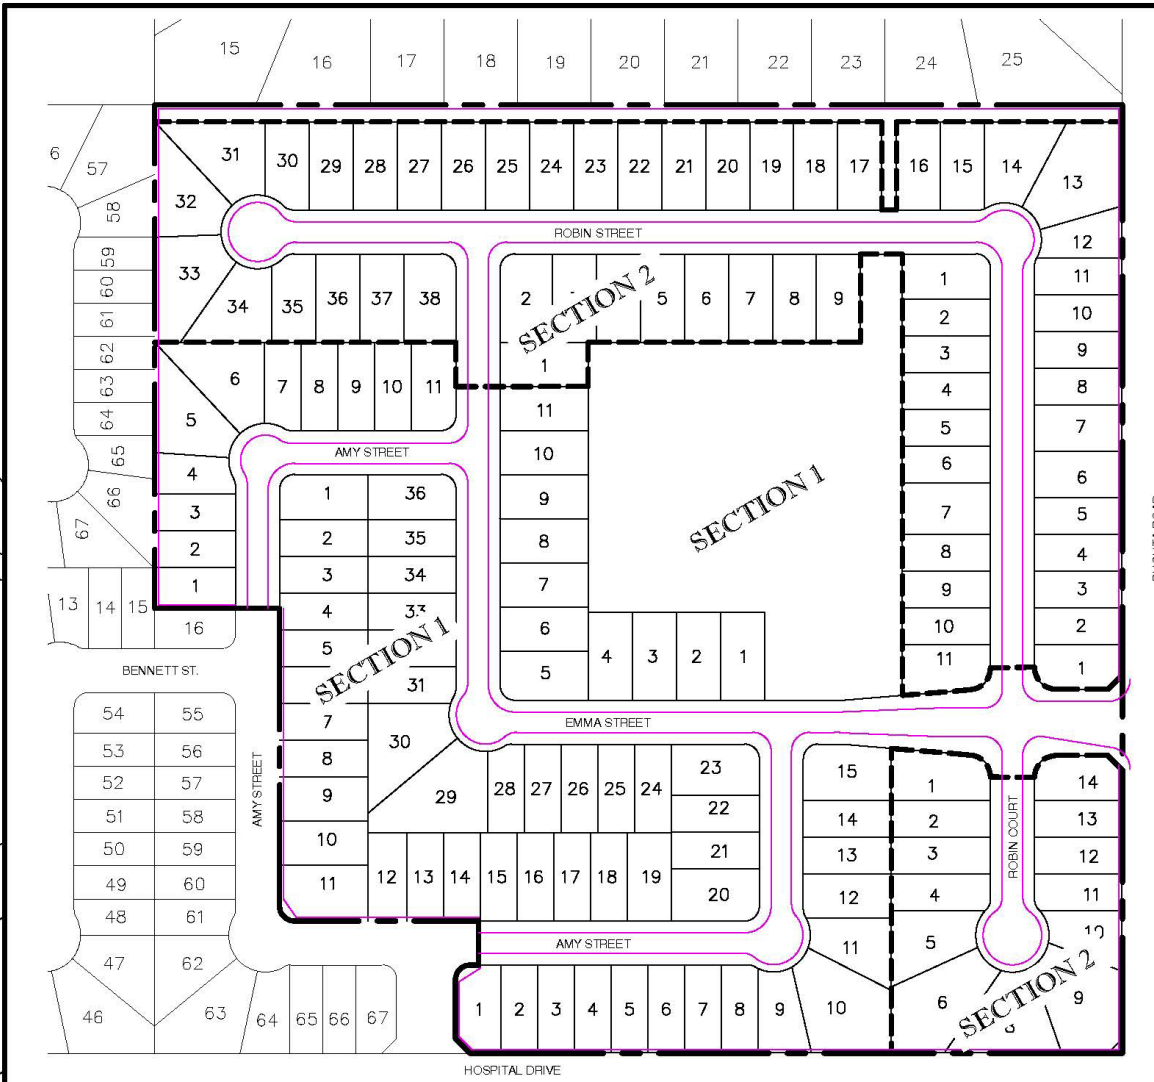 15 16 17 18 19 20 21 22 23 24 25
6 57 58 59 60 61 62 63 64 65 66 67
31 30 29 28 27 26 25 24 23 22 21 20 19 18 17 16 15 14 13
32 33 34 35 36 37 38
ROBIN STREET
12 11 10 9 8 7 6 5 4 3 2 1
2 5 6 7 8 9
1
SECTION 2
1 2 3 4 5 6 7 8 9 10 11
6 7 8 9 10 11
5 4 3 2 1
AMY STREET
11 10 9 8 7 6 5
SECTION 1
4 3 2 1
1 2 3 4 5 7 8 9 10 11
36 35 34 33 31 30 29
SECTION 1
13 14 15 16
BENNETT ST.
EMMA STREET
54 55
53 56
52 57
51 58
50 59
49 60
48 61
47 62
46 63 64 65 66 67
AMY STREET
28 27 26 25 24 23 22 21 20
12 13 14 15 16 17 18 19
15 14 13 12 11 10
AMY STREET
1 2 3 4 5 6 7 8 9
1 2 3 4 5 6
ROBIN COURT
14 13 12 11 10 9
SECTION 2
HOSPITAL DRIVE